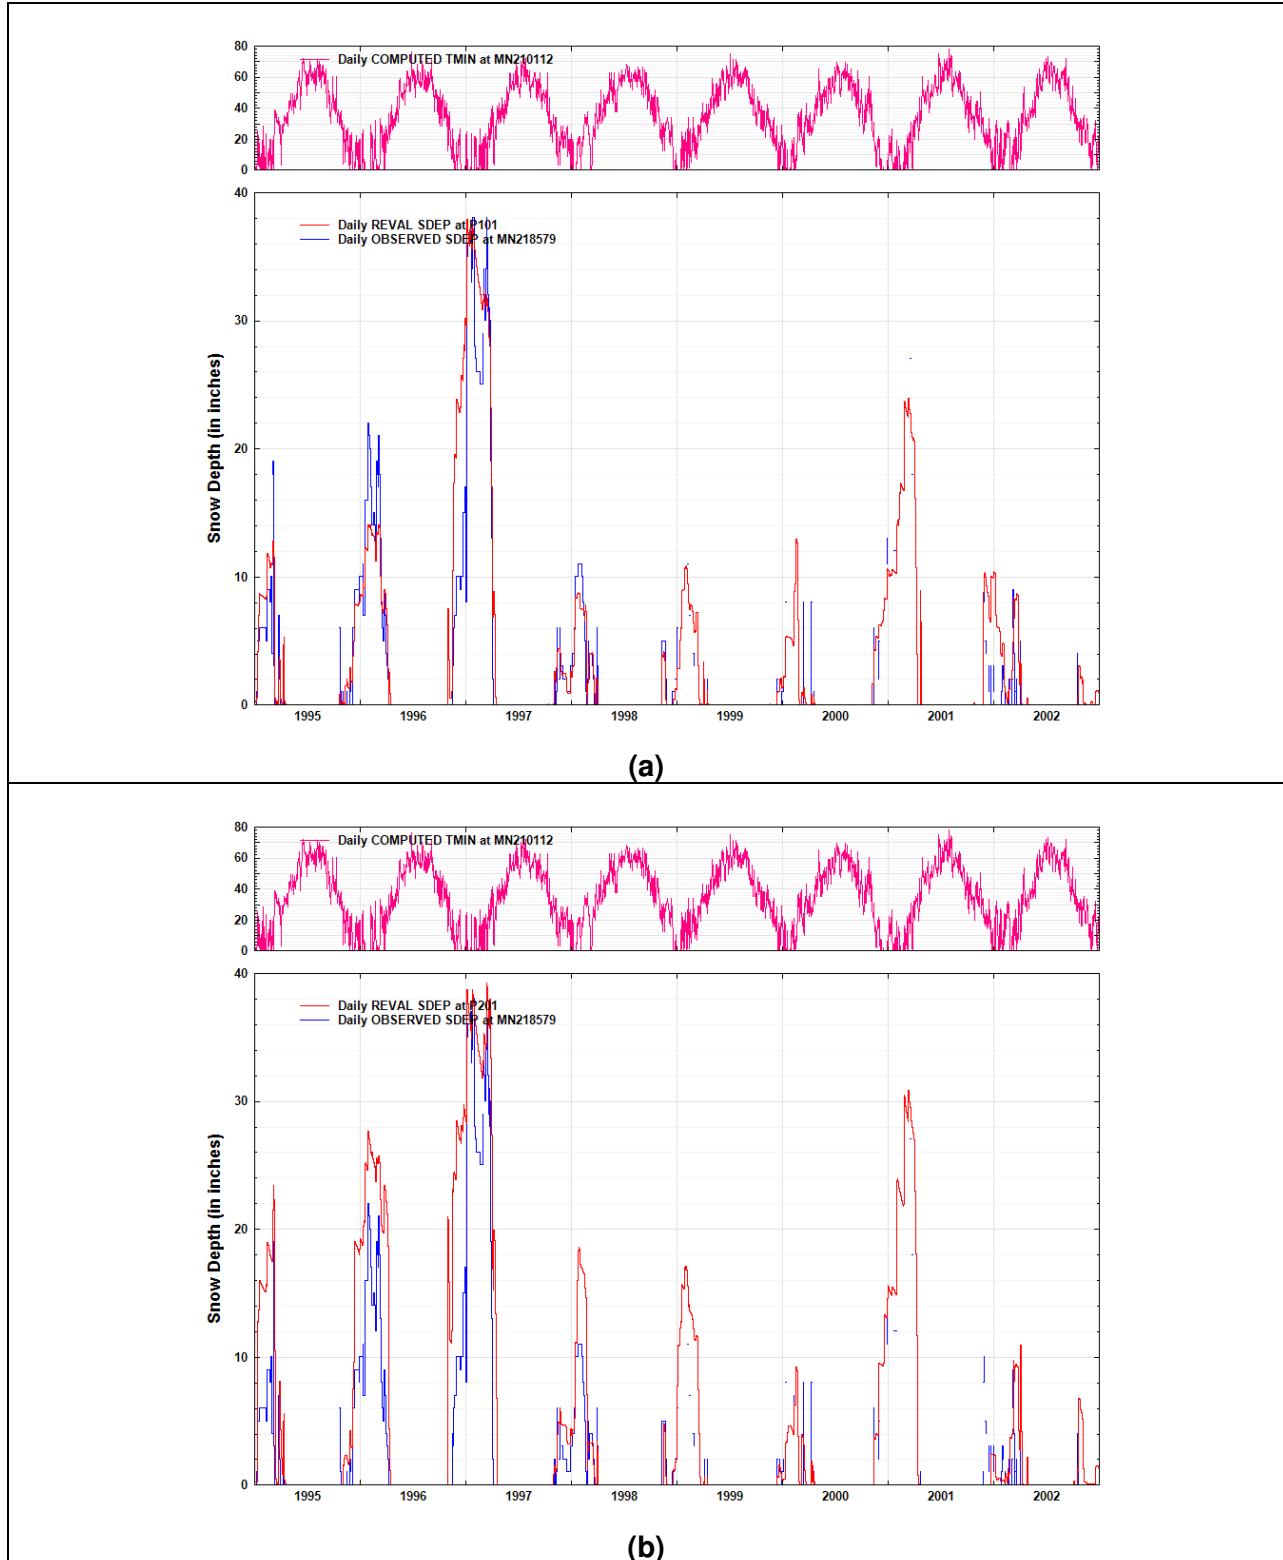 80
Daily COMPUTED TMIN at MN210112
60
40
20
0
40
Daily REVAL SDEP at P101
Daily OBSERVED SDEP at MN218579
30
20
10
0
Snow Depth (in inches)
1995 1996 1997 1998 1999 2000 2001 2002
(a)
80
Daily COMPUTED TMIN at MN210112
60
40
20
0
40
Daily REVAL SDEP at P201
Daily OBSERVED SDEP at MN218579
30
20
10
0
Snow Depth (in inches)
1995 1996 1997 1998 1999 2000 2001 2002
(b)